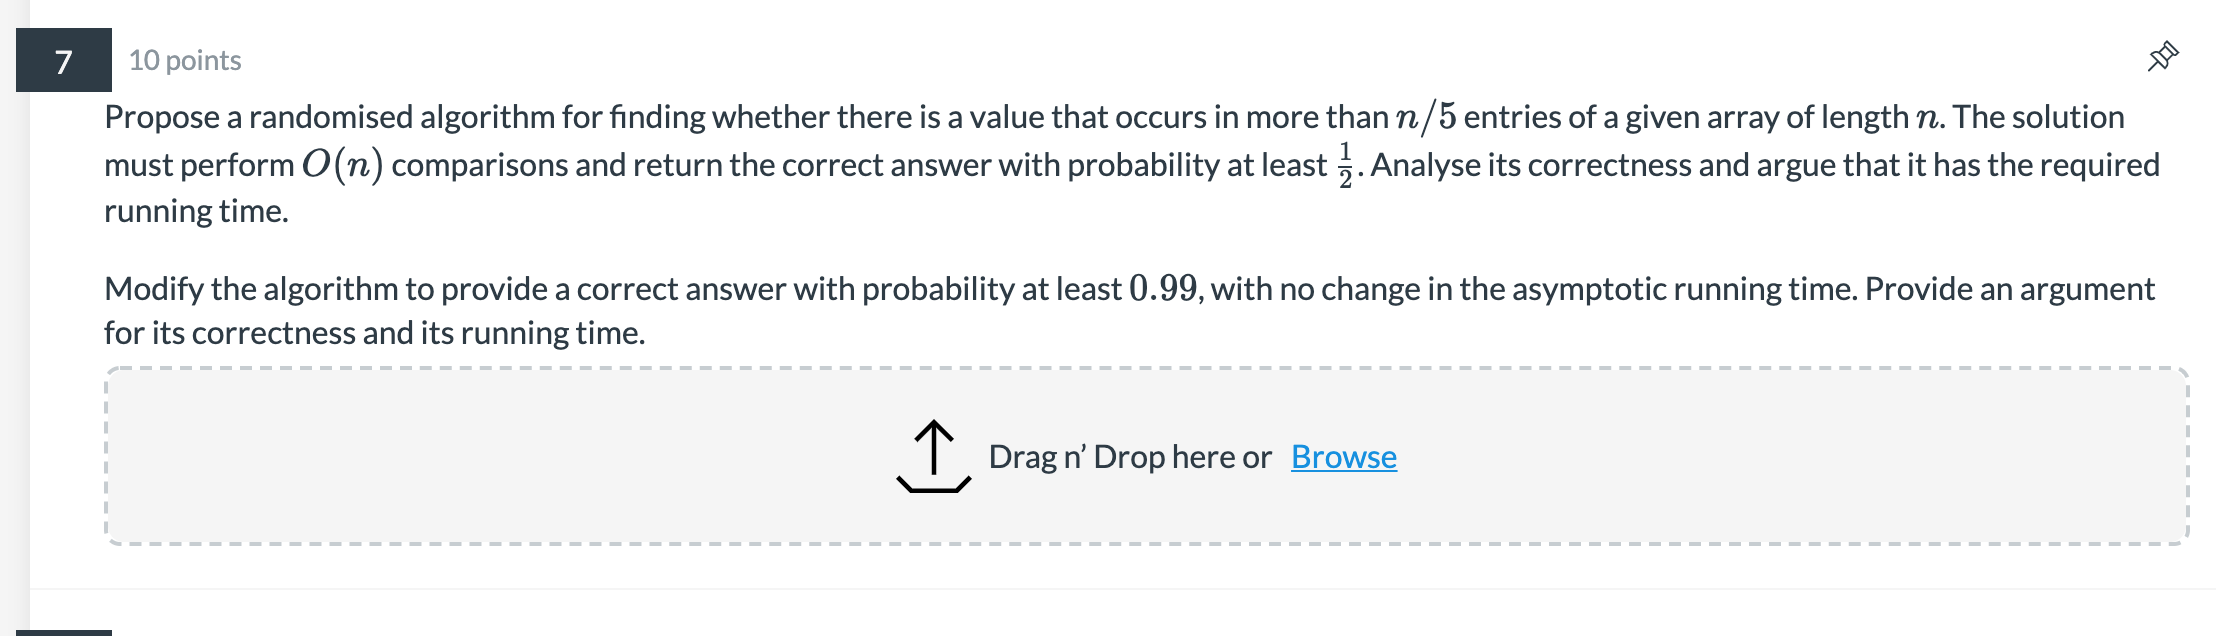 7
10 points
Propose a randomised algorithm for finding whether there is a value that occurs in more than n/5 entries of a given array of length n. The solution
must perform O(n) comparisons and return the correct answer with probability at least 1/2. Analyse its correctness and argue that it has the required
running time.
Modify the algorithm to provide a correct answer with probability at least 0.99, with no change in the asymptotic running time. Provide an argument
for its correctness and its running time.
Drag n’ Drop here or Browse